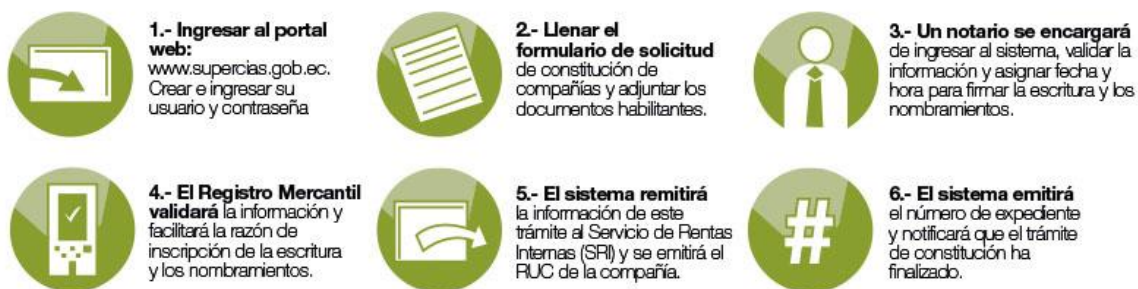 1.- Ingresar al portal
web:
www.supercias.gob.ec.
Crear e ingresar su
usuario y contraseña
2.- Llenar el
formulario de solicitud
de constitución de
compañías y adjuntar los
documentos habilitantes.
3.- Un notario se encargará
de ingresar al sistema, validar la
información y asignar fecha y
hora para firmar la escritura y los
nombramientos.
4.- El Registro Mercantil
validará la información y
facilitará la razón de
inscripción de la escritura
y los nombramientos.
5.- El sistema remitirá
la información de este
trámite al Servicio de Rentas
Internas (SRI) y se emitirá el
RUC de la compañía.
#
6.- El sistema emitirá
el número de expediente
y notificará que el trámite
de constitución ha
finalizado.